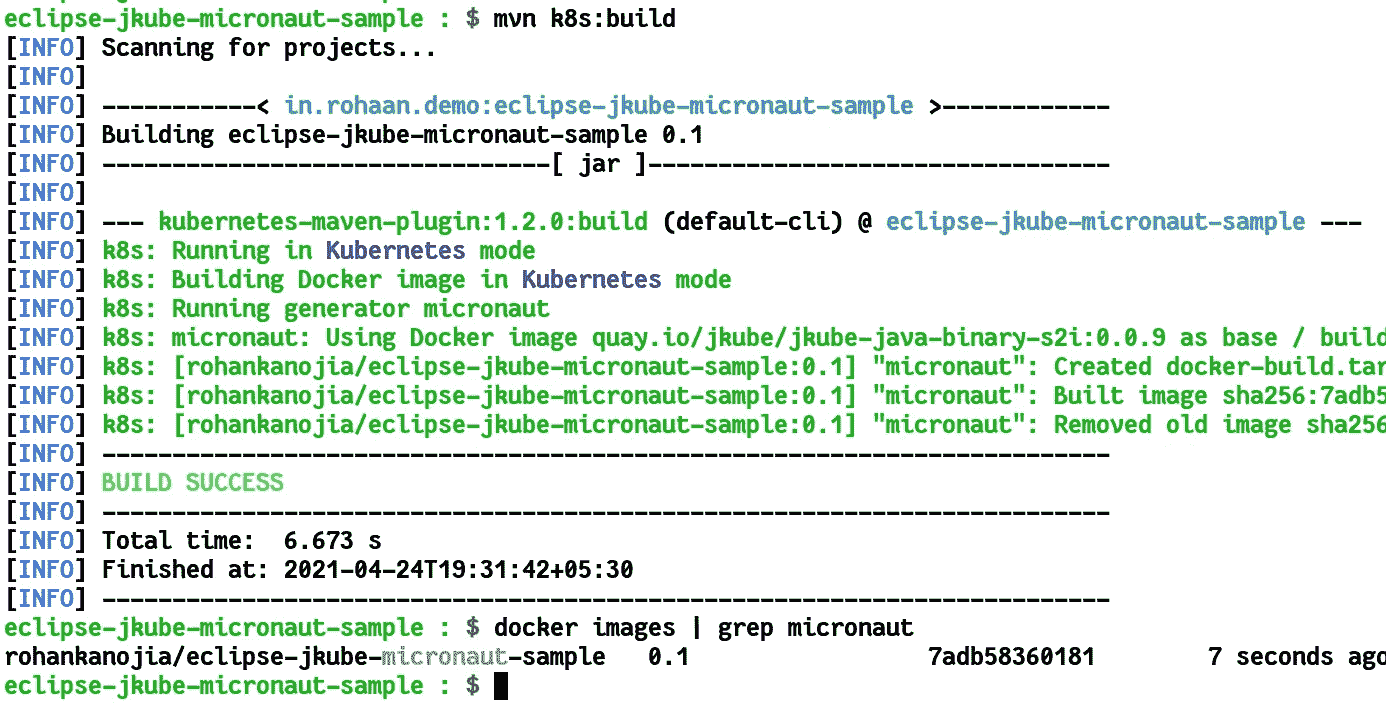 eclipse-jkube-micronaut-sample : $ mvn k8s:build
[INFO] Scanning for projects...
[INFO]
[INFO] -----------< in.rohaan.demo:eclipse-jkube-micronaut-sample >------------
[INFO] Building eclipse-jkube-micronaut-sample 0.1
[INFO] --------------------------------[ jar ]---------------------------------
[INFO]
[INFO] --- kubernetes-maven-plugin:1.2.0:build (default-cli) @ eclipse-jkube-micronaut-sample ---
[INFO] k8s: Running in Kubernetes mode
[INFO] k8s: Building Docker image in Kubernetes mode
[INFO] k8s: Running generator micronaut
[INFO] k8s: micronaut: Using Docker image quay.io/jkube/jkube-java-binary-s2i:0.0.9 as base / build
[INFO] k8s: [rohankanojia/eclipse-jkube-micronaut-sample:0.1] "micronaut": Created docker-build.tar
[INFO] k8s: [rohankanojia/eclipse-jkube-micronaut-sample:0.1] "micronaut": Built image sha256:7adb5
[INFO] k8s: [rohankanojia/eclipse-jkube-micronaut-sample:0.1] "micronaut": Removed old image sha256
[INFO] ------------------------------------------------------------------------
[INFO] BUILD SUCCESS
[INFO] ------------------------------------------------------------------------
[INFO] Total time:  6.673 s
[INFO] Finished at: 2021-04-24T19:31:42+05:30
[INFO] ------------------------------------------------------------------------
eclipse-jkube-micronaut-sample : $ docker images | grep micronaut
rohankanojia/eclipse-jkube-micronaut-sample   0.1                 7adb58360181        7 seconds ago
eclipse-jkube-micronaut-sample : $